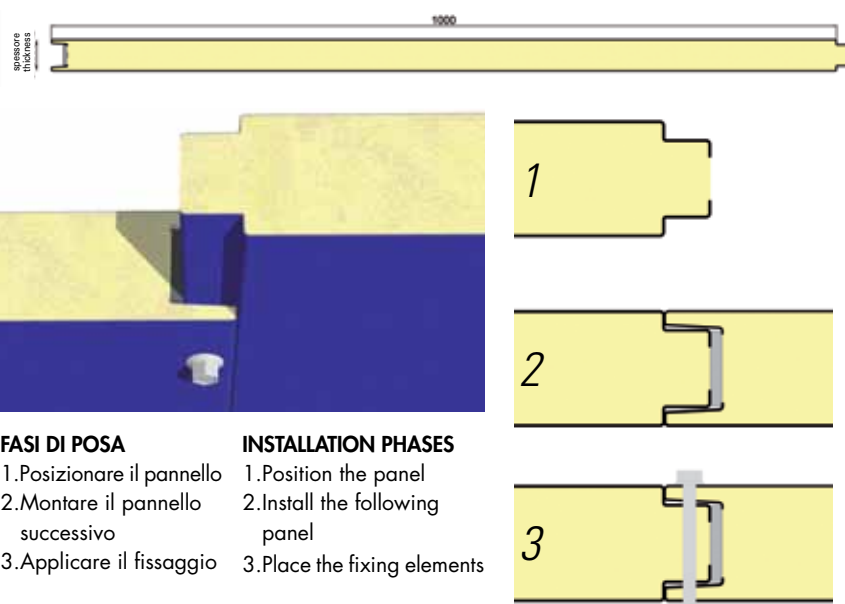 1000
spessore
thickness
1
2
3
FASI DI POSA
1.Posizionare il pannello
2.Montare il pannello
successivo
3.Applicare il fissaggio
INSTALLATION PHASES
1.Position the panel
2.Install the following
panel
3.Place the fixing elements